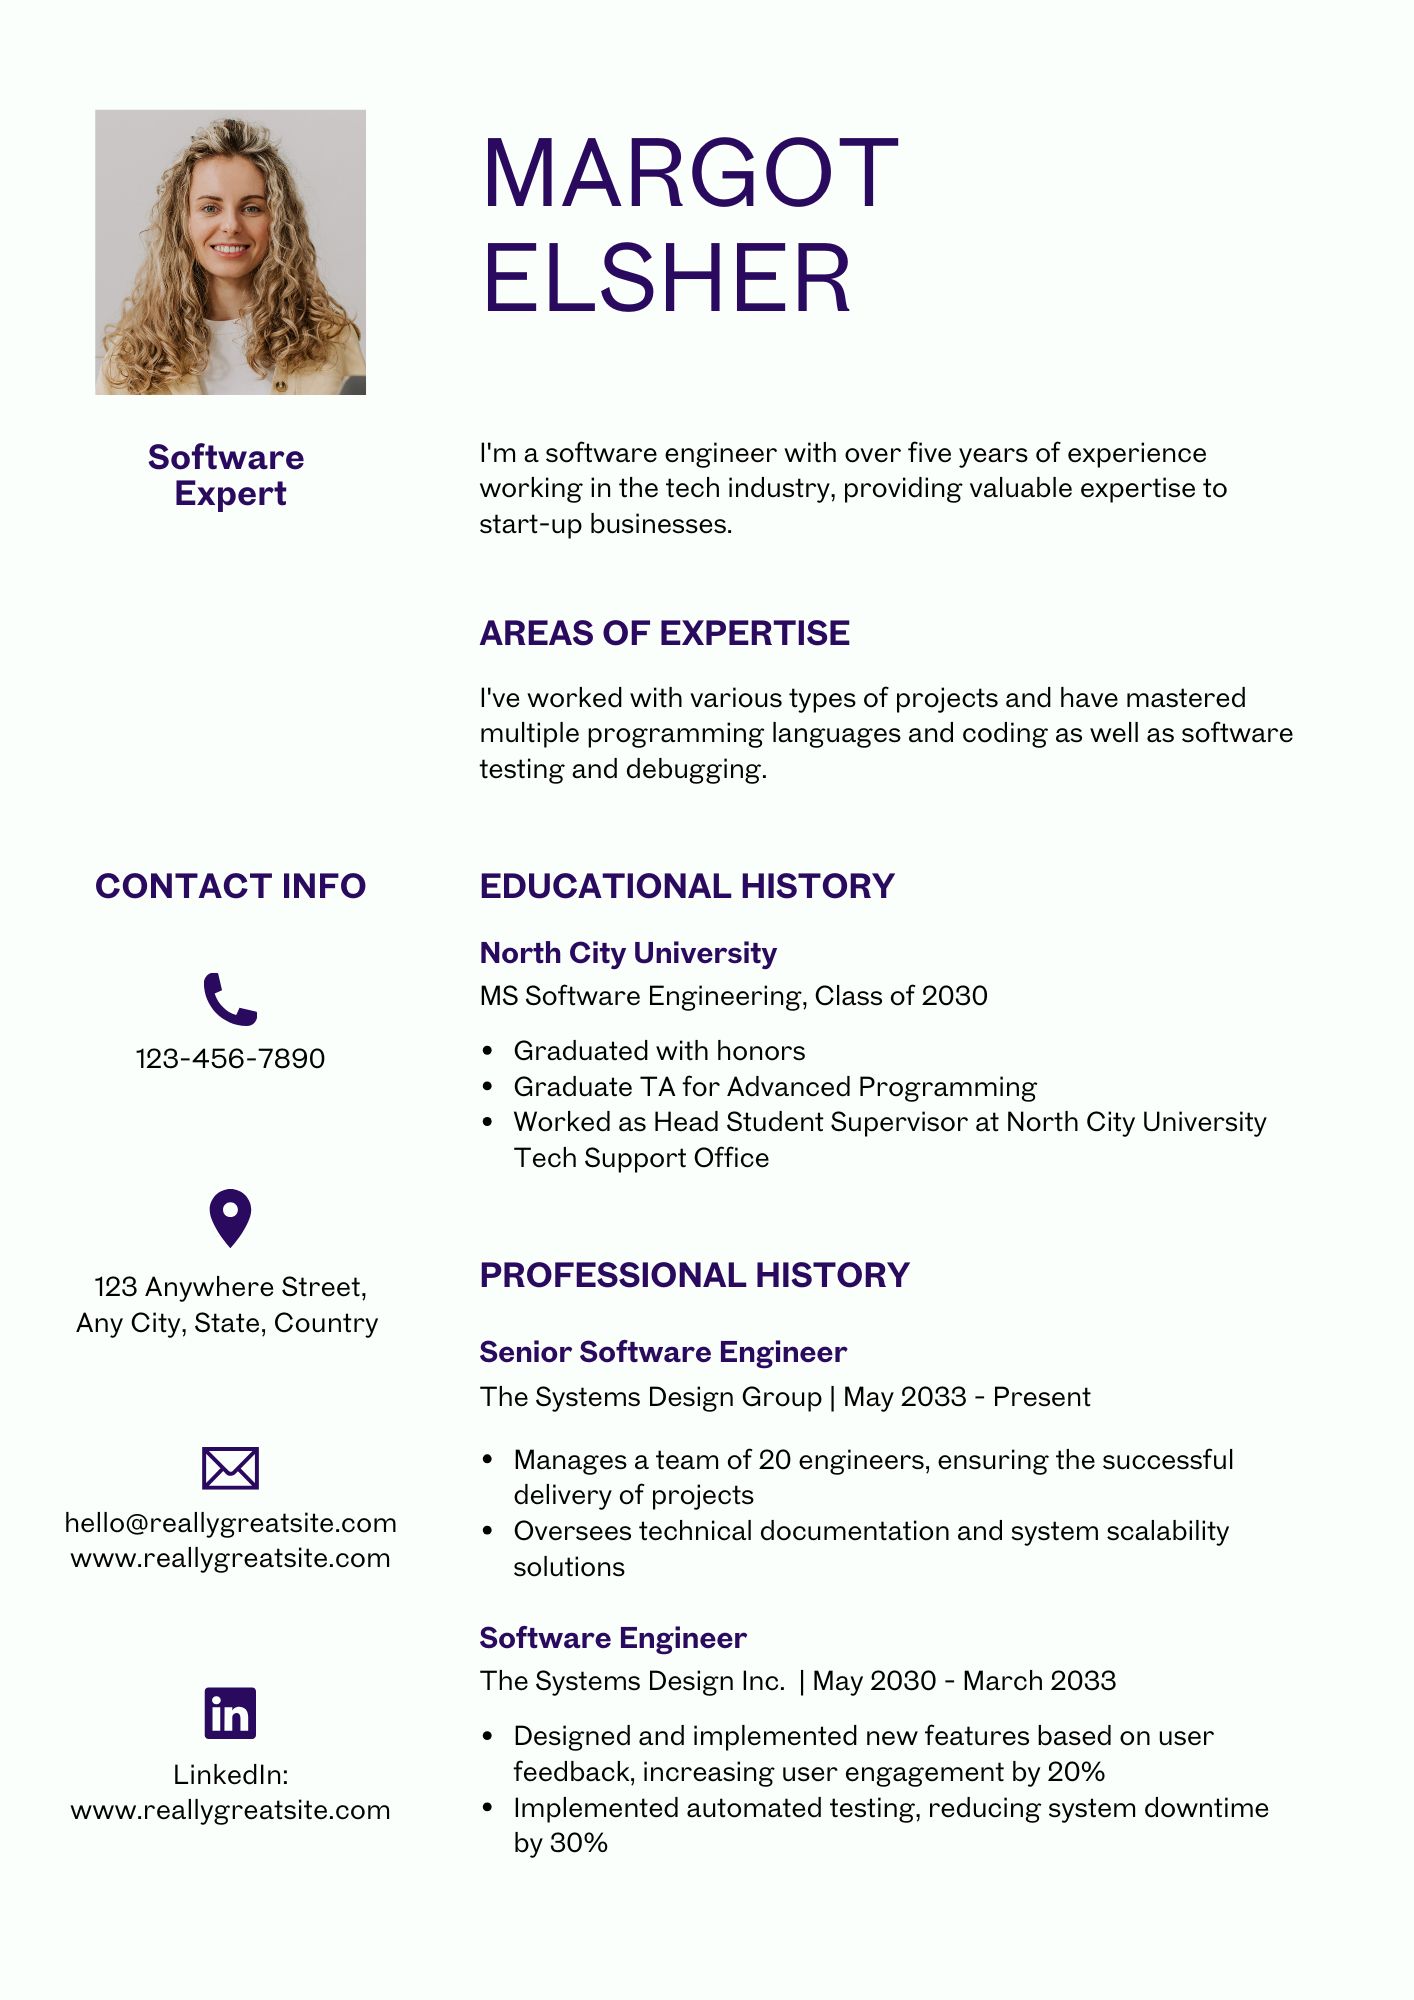 MARGOT
ELSHER
Software
Expert
I'm a software engineer with over five years of experience
working in the tech industry, providing valuable expertise to
start-up businesses.
AREAS OF EXPERTISE
I've worked with various types of projects and have mastered
multiple programming languages and coding as well as software
testing and debugging.
CONTACT INFO
123-456-7890
123 Anywhere Street,
Any City, State, Country
hello@reallygreatsite.com
www.reallygreatsite.com
in
LinkedIn:
www.reallygreatsite.com
EDUCATIONAL HISTORY
North City University
MS Software Engineering, Class of 2030
• Graduated with honors
• Graduate TA for Advanced Programming
• Worked as Head Student Supervisor at North City University
Tech Support Office
PROFESSIONAL HISTORY
Senior Software Engineer
The Systems Design Group | May 2033 - Present
• Manages a team of 20 engineers, ensuring the successful
delivery of projects
• Oversees technical documentation and system scalability
solutions
Software Engineer
The Systems Design Inc. | May 2030 - March 2033
• Designed and implemented new features based on user
feedback, increasing user engagement by 20%
• Implemented automated testing, reducing system downtime
by 30%